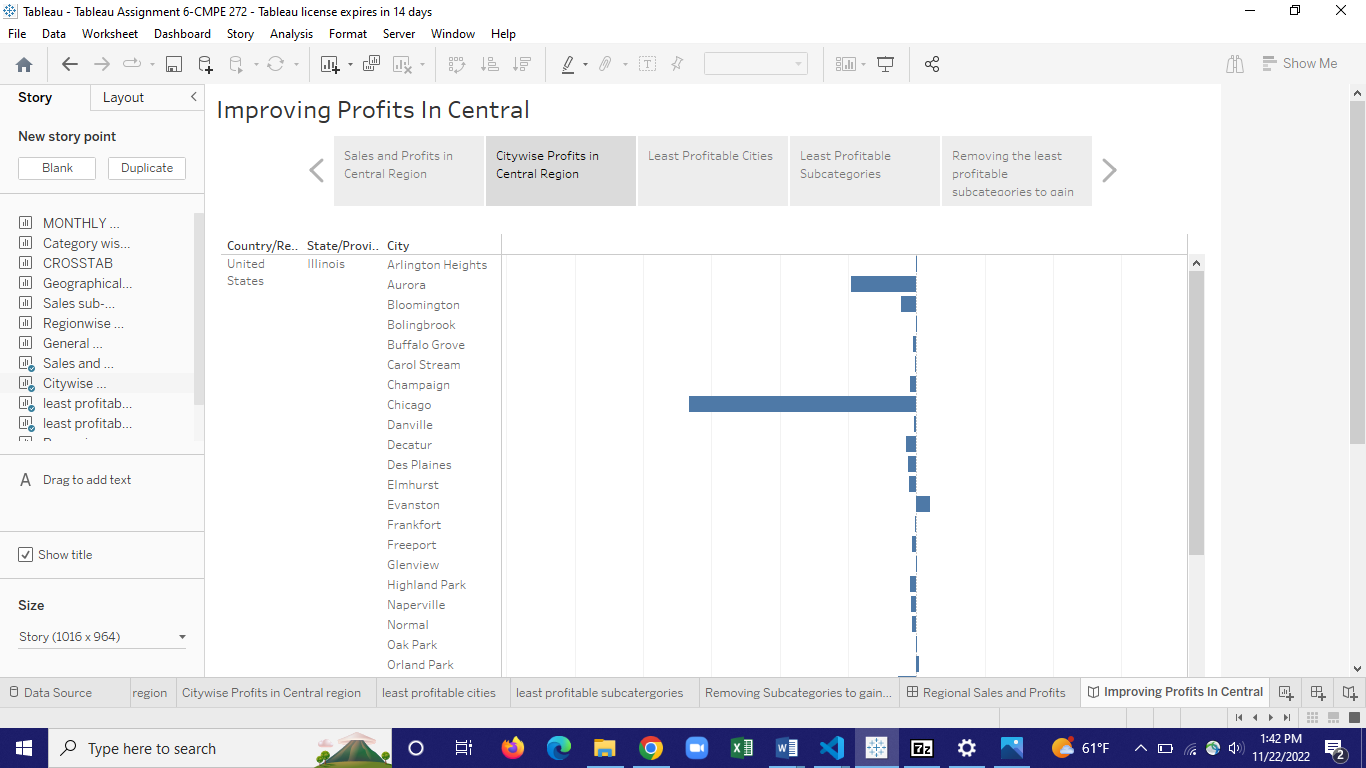 Tableau - Tableau Assignment 6-CMPE 272 - Tableau license expires in 14 days
File Data Worksheet Dashboard Story Analysis Format Server Window Help
Show Me
Story Layout
New story point
Blank Duplicate
MONTHLY ...
Category wis...
CROSSTAB
Geographical...
Sales sub-...
Regionwise ...
General ...
Sales and ...
Citywise ...
least profitab...
least profitab...
A Drag to add text
Show title
Size
Story (1016 x 964)
Improving Profits In Central
Sales and Profits in
Central Region
Citywise Profits in
Central Region
Least Profitable Cities
Least Profitable
Subcategories
Removing the least
profitable
subcategories to gain
Country/Re.. State/Provi.. City
United
States
Illinois
Arlington Heights
Aurora
Bloomington
Bolingbrook
Buffalo Grove
Carol Stream
Champaign
Chicago
Danville
Decatur
Des Plaines
Elmhurst
Evanston
Frankfort
Freeport
Glenview
Highland Park
Naperville
Normal
Oak Park
Orland Park
Data Source region Citywise Profits in Central region least profitable cities least profitable subcatergories Removing Subcategories to gain... Regional Sales and Profits Improving Profits In Central
Type here to search
61°F
1:42 PM
11/22/2022
2